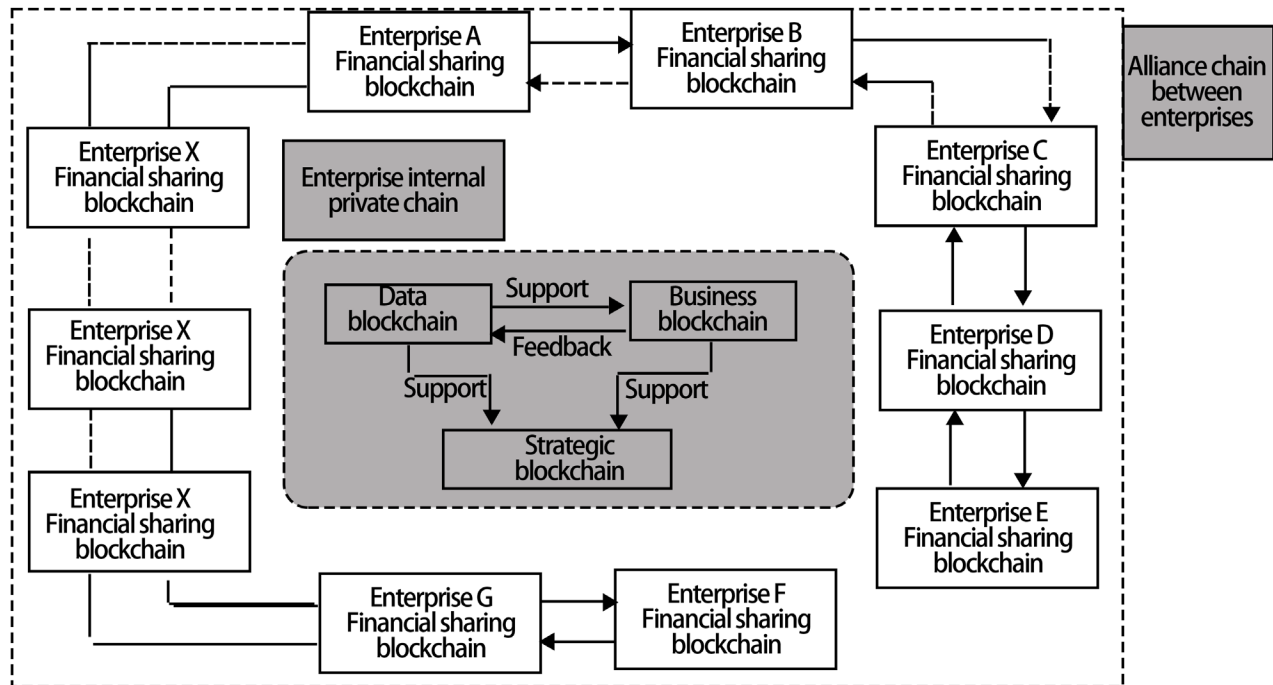 Enterprise A
Financial sharing
blockchain
Enterprise B
Financial sharing
blockchain
Alliance chain
between
enterprises
Enterprise X
Financial sharing
blockchain
Enterprise internal
private chain
Enterprise C
Financial sharing
blockchain
Data
blockchain
Support
Feedback
Business
blockchain
Support
Support
Strategic
blockchain
Enterprise X
Financial sharing
blockchain
Enterprise D
Financial sharing
blockchain
Enterprise X
Financial sharing
blockchain
Enterprise E
Financial sharing
blockchain
Enterprise G
Financial sharing
blockchain
Enterprise F
Financial sharing
blockchain